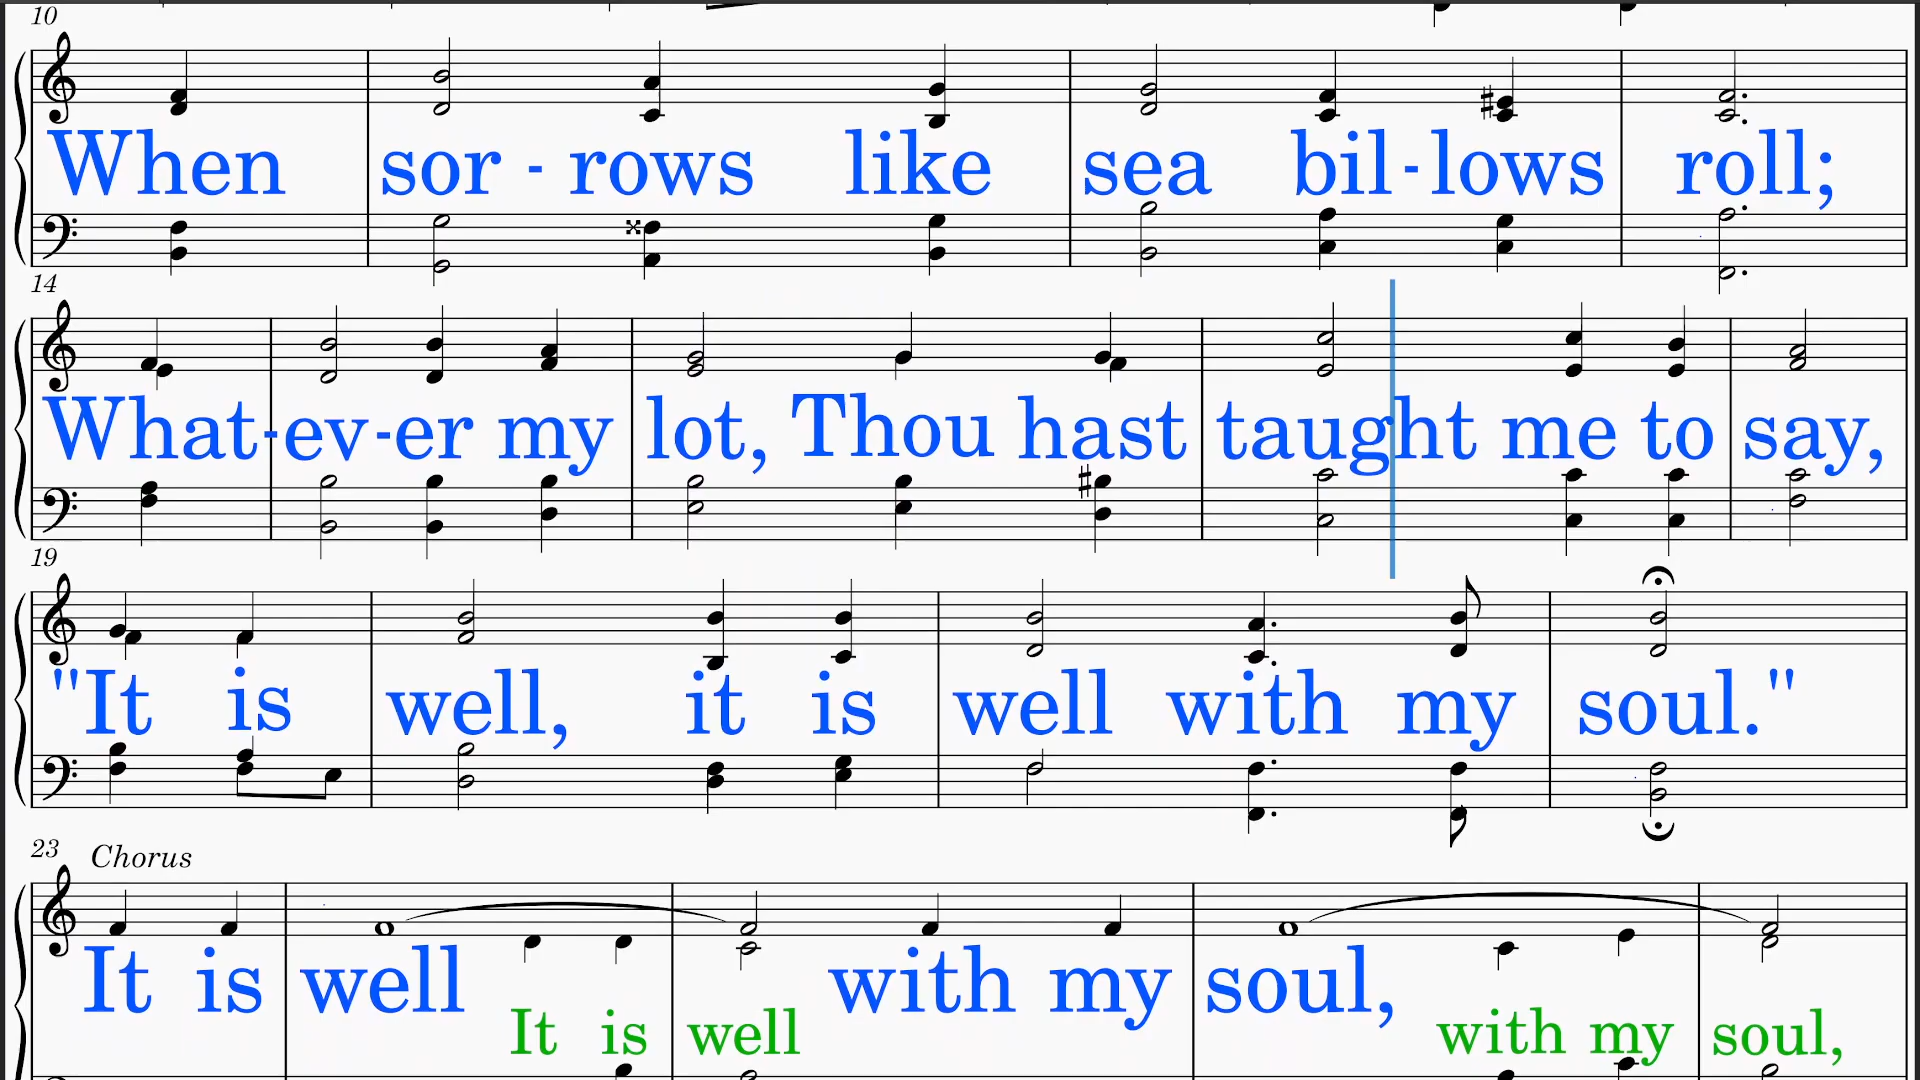 10
When sor - rows like sea bil - lows roll;
14
What - ev - er my lot, Thou hast taught me to say,
19
"It is well, it is well with my soul."
23 Chorus
It is well with my soul,
It is well with my soul,